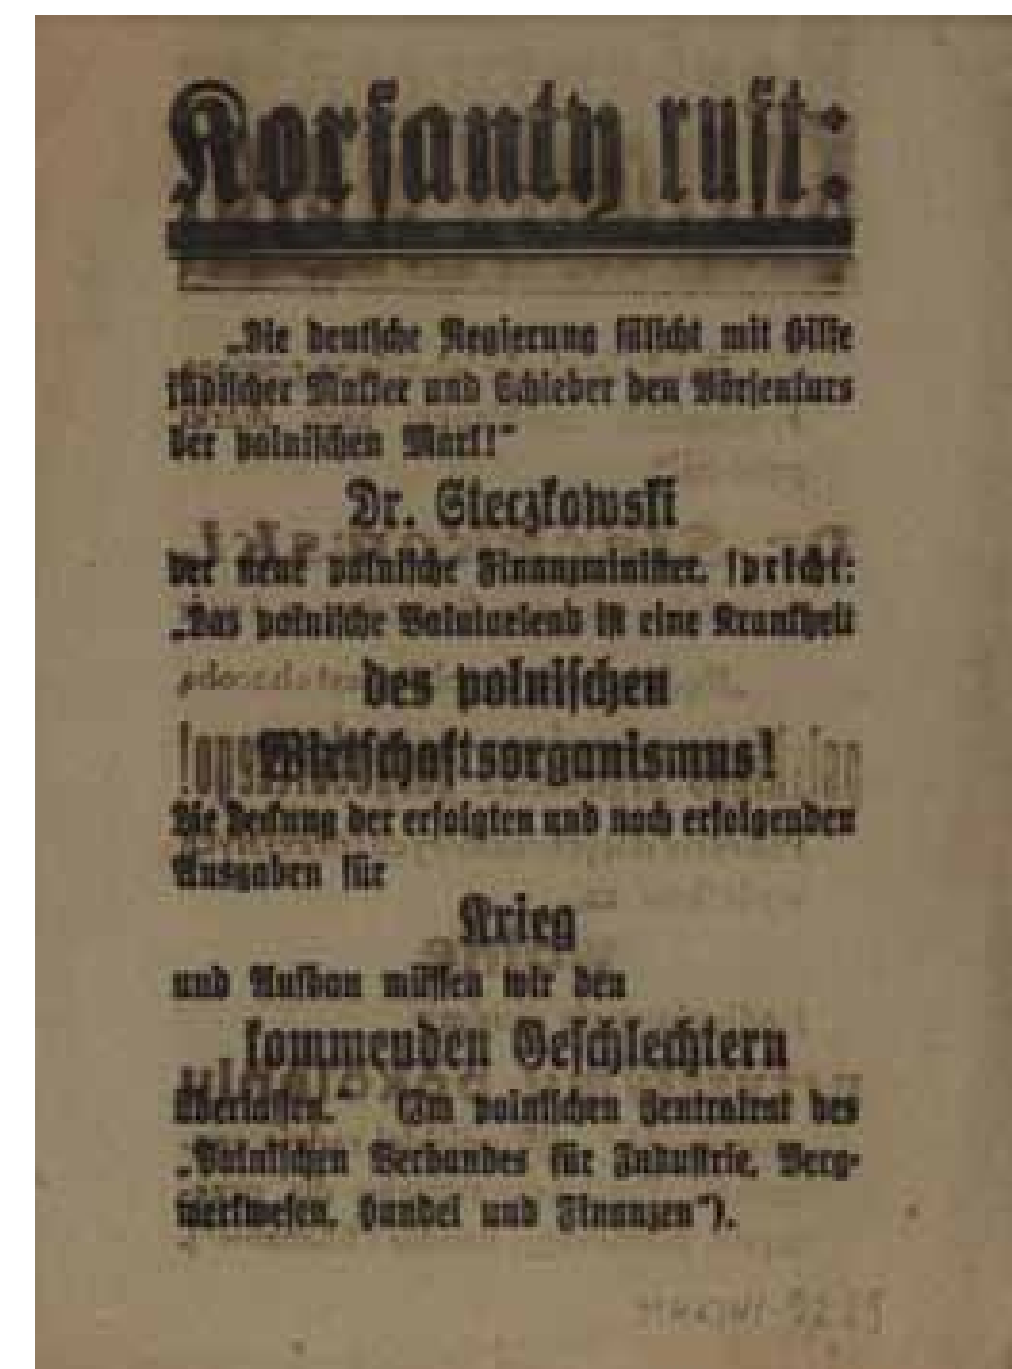 Korfanty ruft:
„Die deutsche Regierung fälscht mit Hilfe
jüdischer Makler und Schieber den Börsenkurs
der polnischen Mark!"
Dr. Steczkowski
der neue polnische Finanzminister, spricht:
„Das polnische Valutaelend ist eine Krankheit
des polnischen
Wirtschaftsorganismus!
Die Deckung der erfolgten und noch erfolgenden
Ausgaben für
Krieg
und Aufbau müssen wir den
kommenden Geschlechtern
überlassen." (Im polnischen Zentralrat des
„Polnischen Verbandes für Industrie, Berg-
werkwesen, Handel und Finanzen").